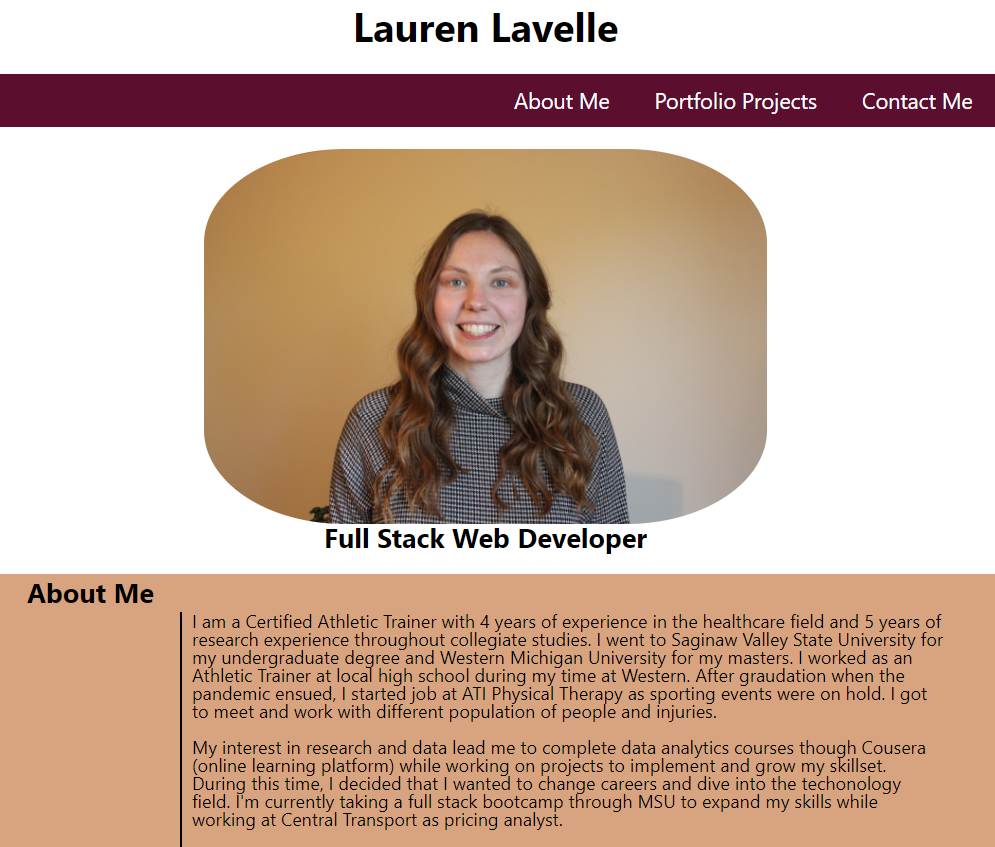 Lauren Lavelle
About Me Portfolio Projects Contact Me
Full Stack Web Developer
About Me
I am a Certified Athletic Trainer with 4 years of experience in the healthcare field and 5 years of
research experience throughout collegiate studies. I went to Saginaw Valley State University for
my undergraduate degree and Western Michigan University for my masters. I worked as an
Athletic Trainer at local high school during my time at Western. After graudation when the
pandemic ensued, I started job at ATI Physical Therapy as sporting events were on hold. I got
to meet and work with different population of people and injuries.
My interest in research and data lead me to complete data analytics courses though Cousera
(online learning platform) while working on projects to implement and grow my skillset.
During this time, I decided that I wanted to change careers and dive into the techonology
field. I'm currently taking a full stack bootcamp through MSU to expand my skills while
working at Central Transport as pricing analyst.